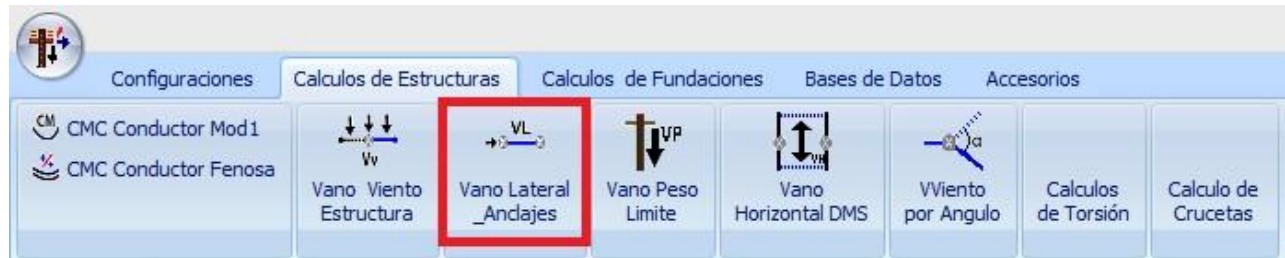 Configuraciones
Calculos de Estructuras
Calculos de Fundaciones
Bases de Datos
Accesorios
CM CMC Conductor Mod1
CMC Conductor Fenosa
Vv
Vano Viento
Estructura
VL
Vano Lateral
_Anclajes
VP
Vano Peso
Limite
VH
Vano
Horizontal DMS
α
VViento
por Angulo
Calculos
de Torsión
Calculo de
Crucetas